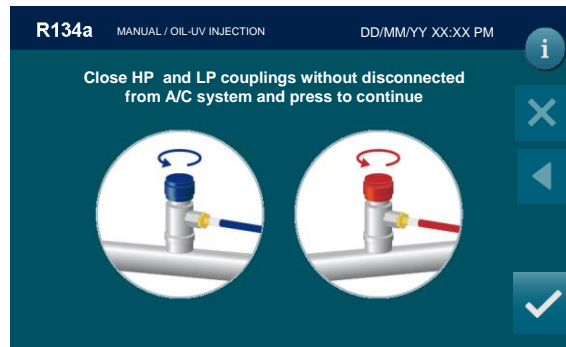 R134a MANUAL / OIL-UV INJECTION DD/MM/YY XX:XX PM
i
Close HP and LP couplings without disconnected
from A/C system and press to continue